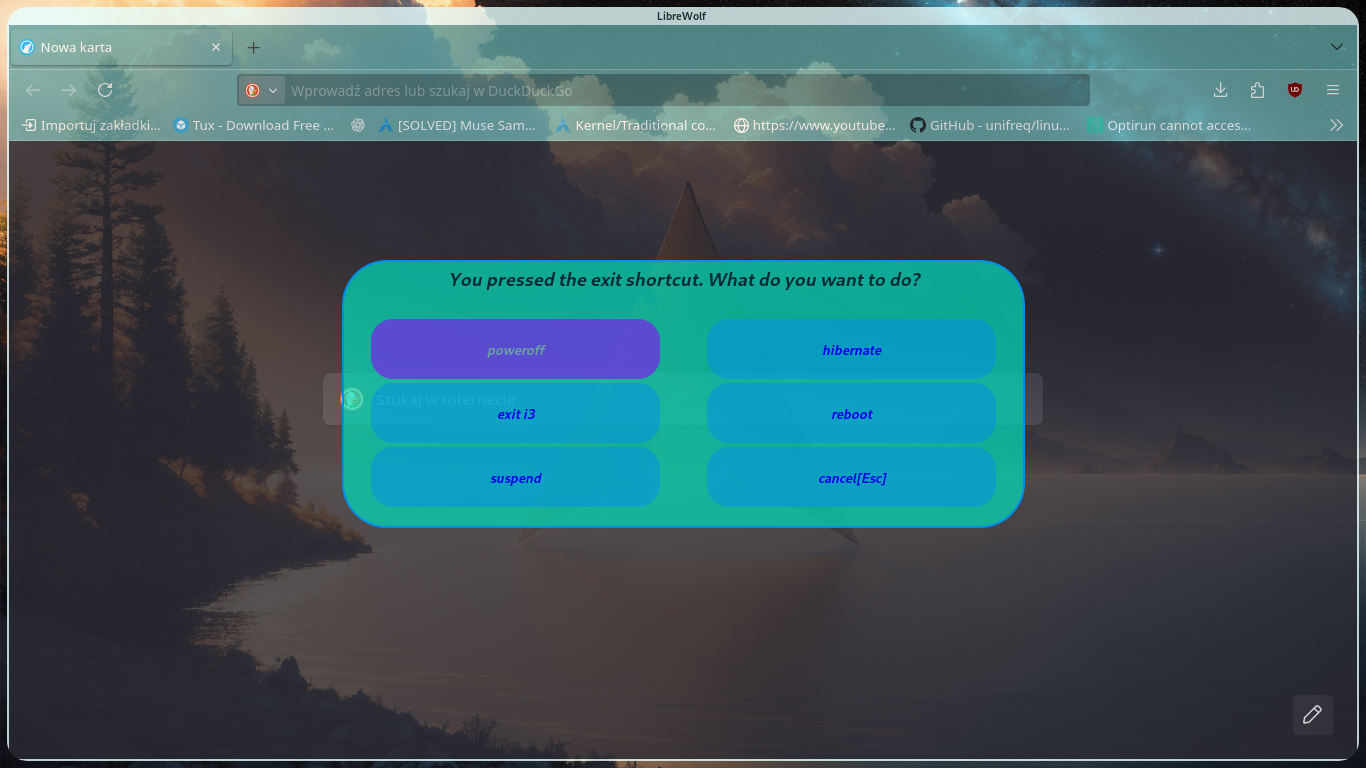 LibreWolf
Nowa karta
Wprowadź adres lub szukaj w DuckDuckGo
Importuj zakładki... Tux - Download Free ... [SOLVED] Muse Sam... Kernel/Traditional co... https://www.youtube... GitHub - unifreq/linu... Optirun cannot acces...
You pressed the exit shortcut. What do you want to do?
poweroff hibernate
Szukaj w Internecie
exit i3 reboot
suspend cancel[Esc]